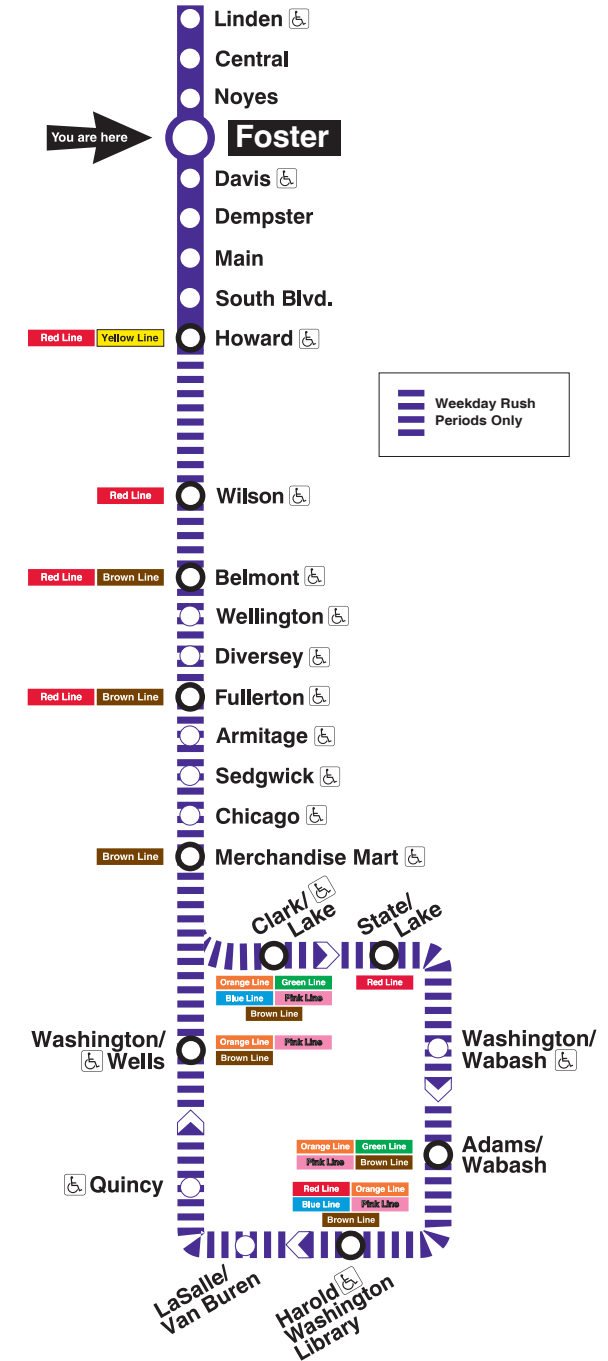 Linden
Central
Noyes
You are here
Foster
Davis
Dempster
Main
South Blvd.
Red Line Yellow Line Howard
Weekday Rush
Periods Only
Red Line Wilson
Red Line Brown Line Belmont
Wellington
Diversey
Red Line Brown Line Fullerton
Armitage
Sedgwick
Chicago
Brown Line Merchandise Mart
Clark/
Lake
State/
Lake
Orange Line Green Line
Blue Line Pink Line
Brown Line
Red Line
Washington/
Wells
Orange Line Pink Line
Brown Line
Washington/
Wabash
Orange Line Green Line
Pink Line Brown Line
Adams/
Wabash
Quincy
Red Line Orange Line
Blue Line Pink Line
Brown Line
LaSalle/
Van Buren
Harold
Washington
Library